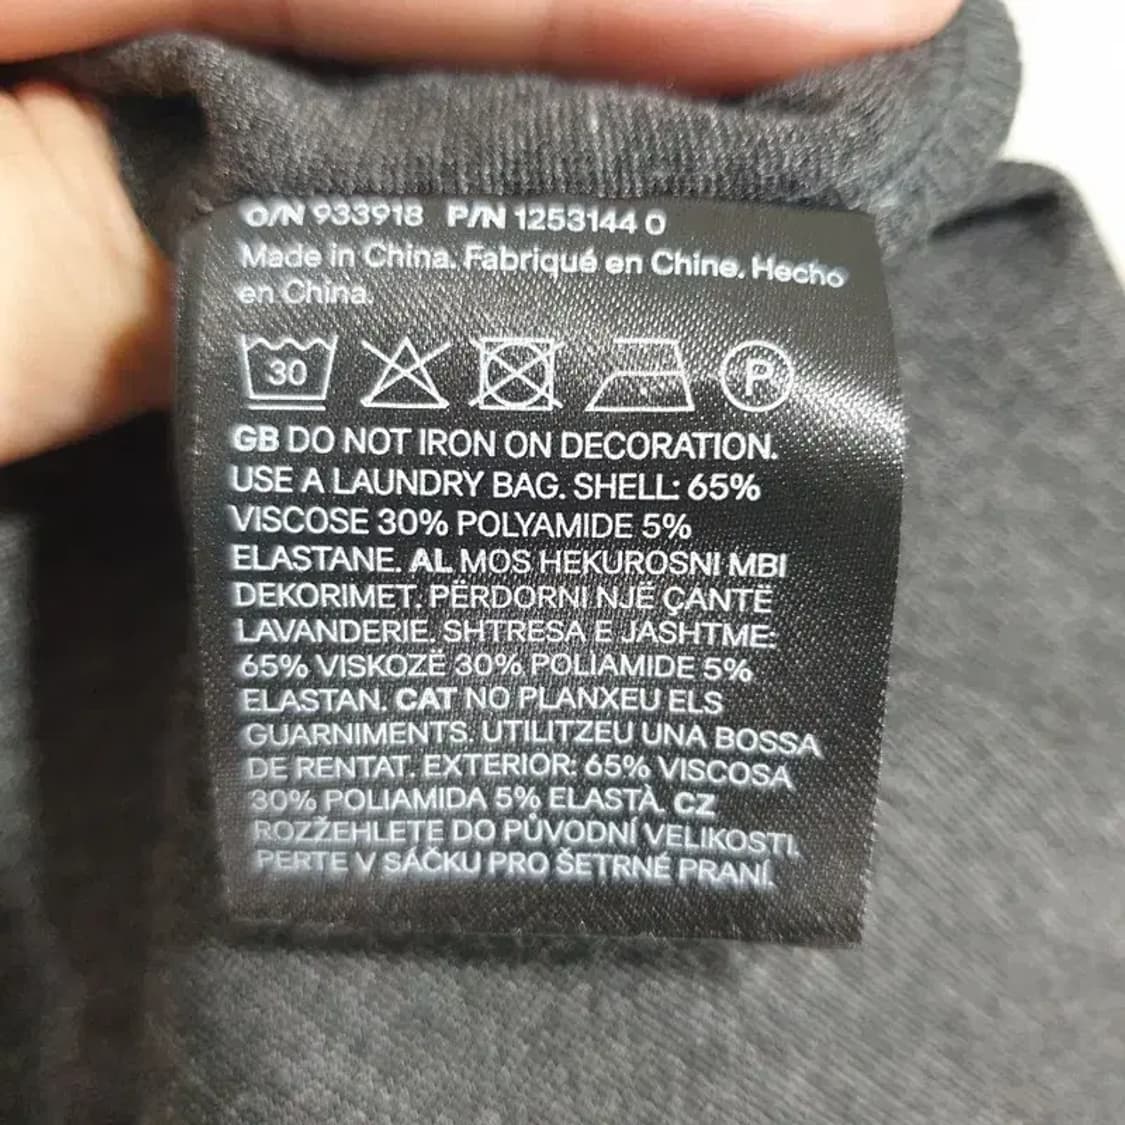 O/N 933918 P/N 1253144 0
Made in China. Fabriqué en Chine. Hecho
en China.
30 P
GB DO NOT IRON ON DECORATION.
USE A LAUNDRY BAG. SHELL: 65%
VISCOSE 30% POLYAMIDE 5%
ELASTANE. AL MOS HEKUROSNI MBI
DEKORIMET. PËRDORNI NJË ÇANTË
LAVANDERIE. SHTRESA E JASHTME:
65% VISKOZË 30% POLIAMIDE 5%
ELASTAN. CAT NO PLANXEU ELS
GUARNIMENTS. UTILITZEU UNA BOSSA
DE RENTAT. EXTERIOR: 65% VISCOSA
30% POLIAMIDA 5% ELASTÀ. CZ
ROZŽEHLETE DO PŮVODNÍ VELIKOSTI.
PERTE V SÁČKU PRO ŠETRNÉ PRANÍ.